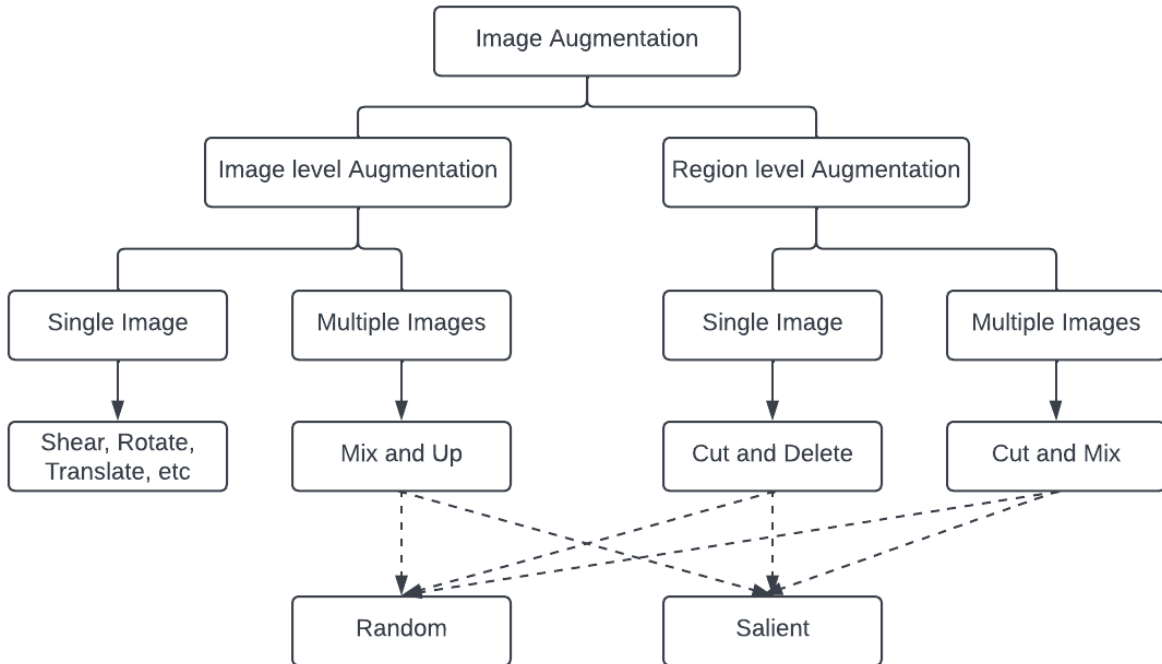 Image Augmentation
Image level Augmentation
Region level Augmentation
Single Image
Multiple Images
Single Image
Multiple Images
Shear, Rotate,
Translate, etc
Mix and Up
Cut and Delete
Cut and Mix
Random
Salient